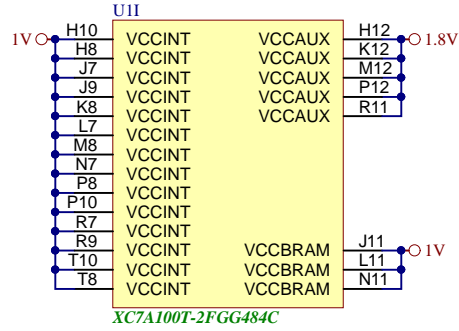 U1I
1V H10 VCCINT VCCAUX H12 1.8V
H8 VCCINT VCCAUX K12
J7 VCCINT VCCAUX M12
J9 VCCINT VCCAUX P12
K8 VCCINT VCCAUX R11
L7 VCCINT
M8 VCCINT
N7 VCCINT
P8 VCCINT
P10 VCCINT
R7 VCCINT
R9 VCCINT VCCBRAM J11 1V
T10 VCCINT VCCBRAM L11
T8 VCCINT VCCBRAM N11
XC7A100T-2FGG484C